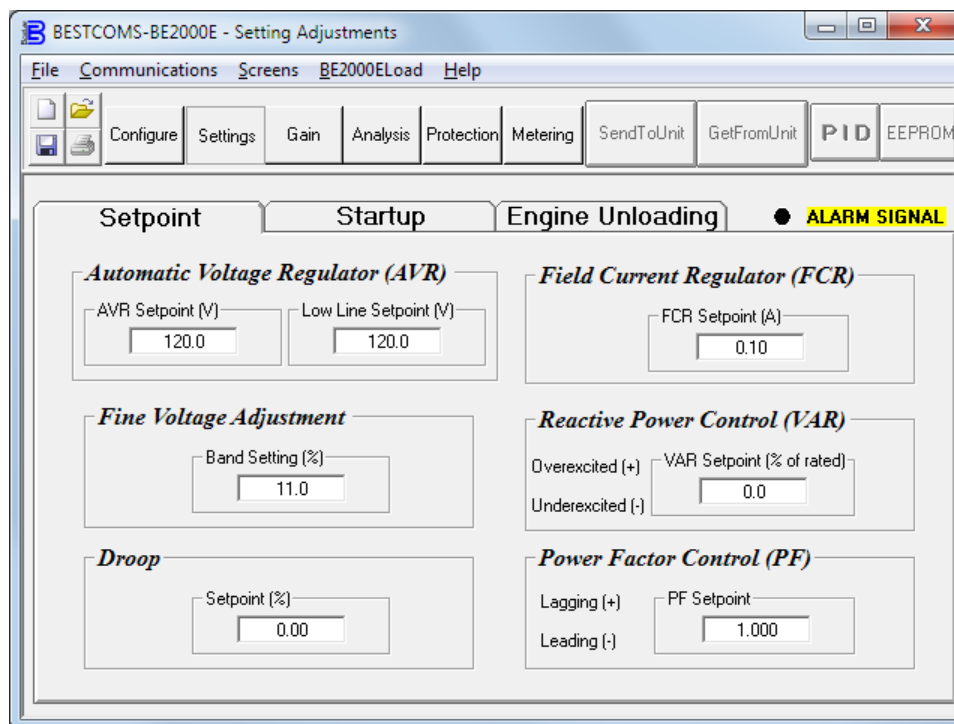 BESTCOMS-BE2000E - Setting Adjustments
File Communications Screens BE2000ELoad Help
Configure Settings Gain Analysis Protection Metering SendToUnit GetFromUnit PID EEPROM
Setpoint Startup Engine Unloading ALARM SIGNAL
Automatic Voltage Regulator (AVR)
AVR Setpoint (V) Low Line Setpoint (V)
120.0 120.0
Field Current Regulator (FCR)
FCR Setpoint (A)
0.10
Fine Voltage Adjustment
Band Setting (%)
11.0
Reactive Power Control (VAR)
Overexcited (+) VAR Setpoint (% of rated)
0.0
Underexcited (-)
Droop
Setpoint (%)
0.00
Power Factor Control (PF)
Lagging (+) PF Setpoint
1.000
Leading (-)